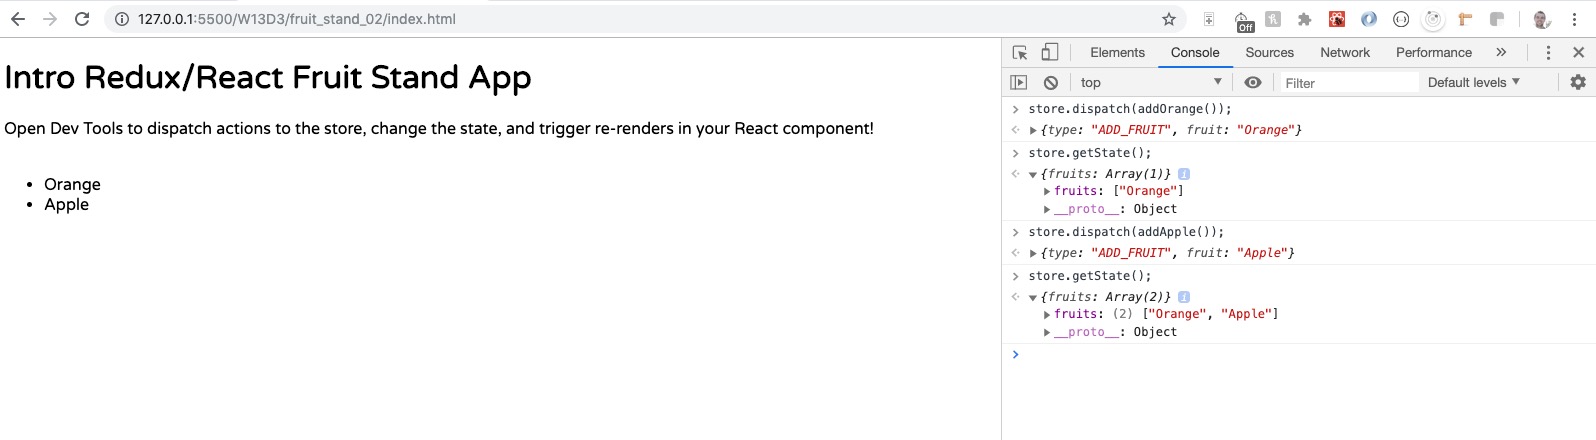 127.0.0.1:5500/W13D3/fruit_stand_02/index.html
Off
Intro Redux/React Fruit Stand App
Open Dev Tools to dispatch actions to the store, change the state, and trigger re-renders in your React component!
• Orange
• Apple
Elements Console Sources Network Performance »
top Filter Default levels
store.dispatch(addOrange());
{type: "ADD_FRUIT", fruit: "Orange"}
store.getState();
{fruits: Array(1)} i
fruits: ["Orange"]
__proto__: Object
store.dispatch(addApple());
{type: "ADD_FRUIT", fruit: "Apple"}
store.getState();
{fruits: Array(2)} i
fruits: (2) ["Orange", "Apple"]
__proto__: Object